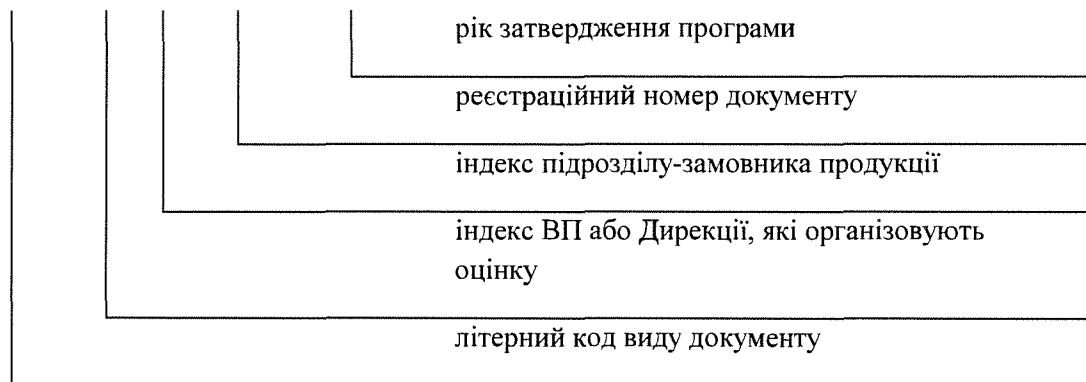 рік затвердження програми
реєстраційний номер документу
індекс підрозділу-замовника продукції
індекс ВП або Дирекції, які організовують
оцінку
літерний код виду документу